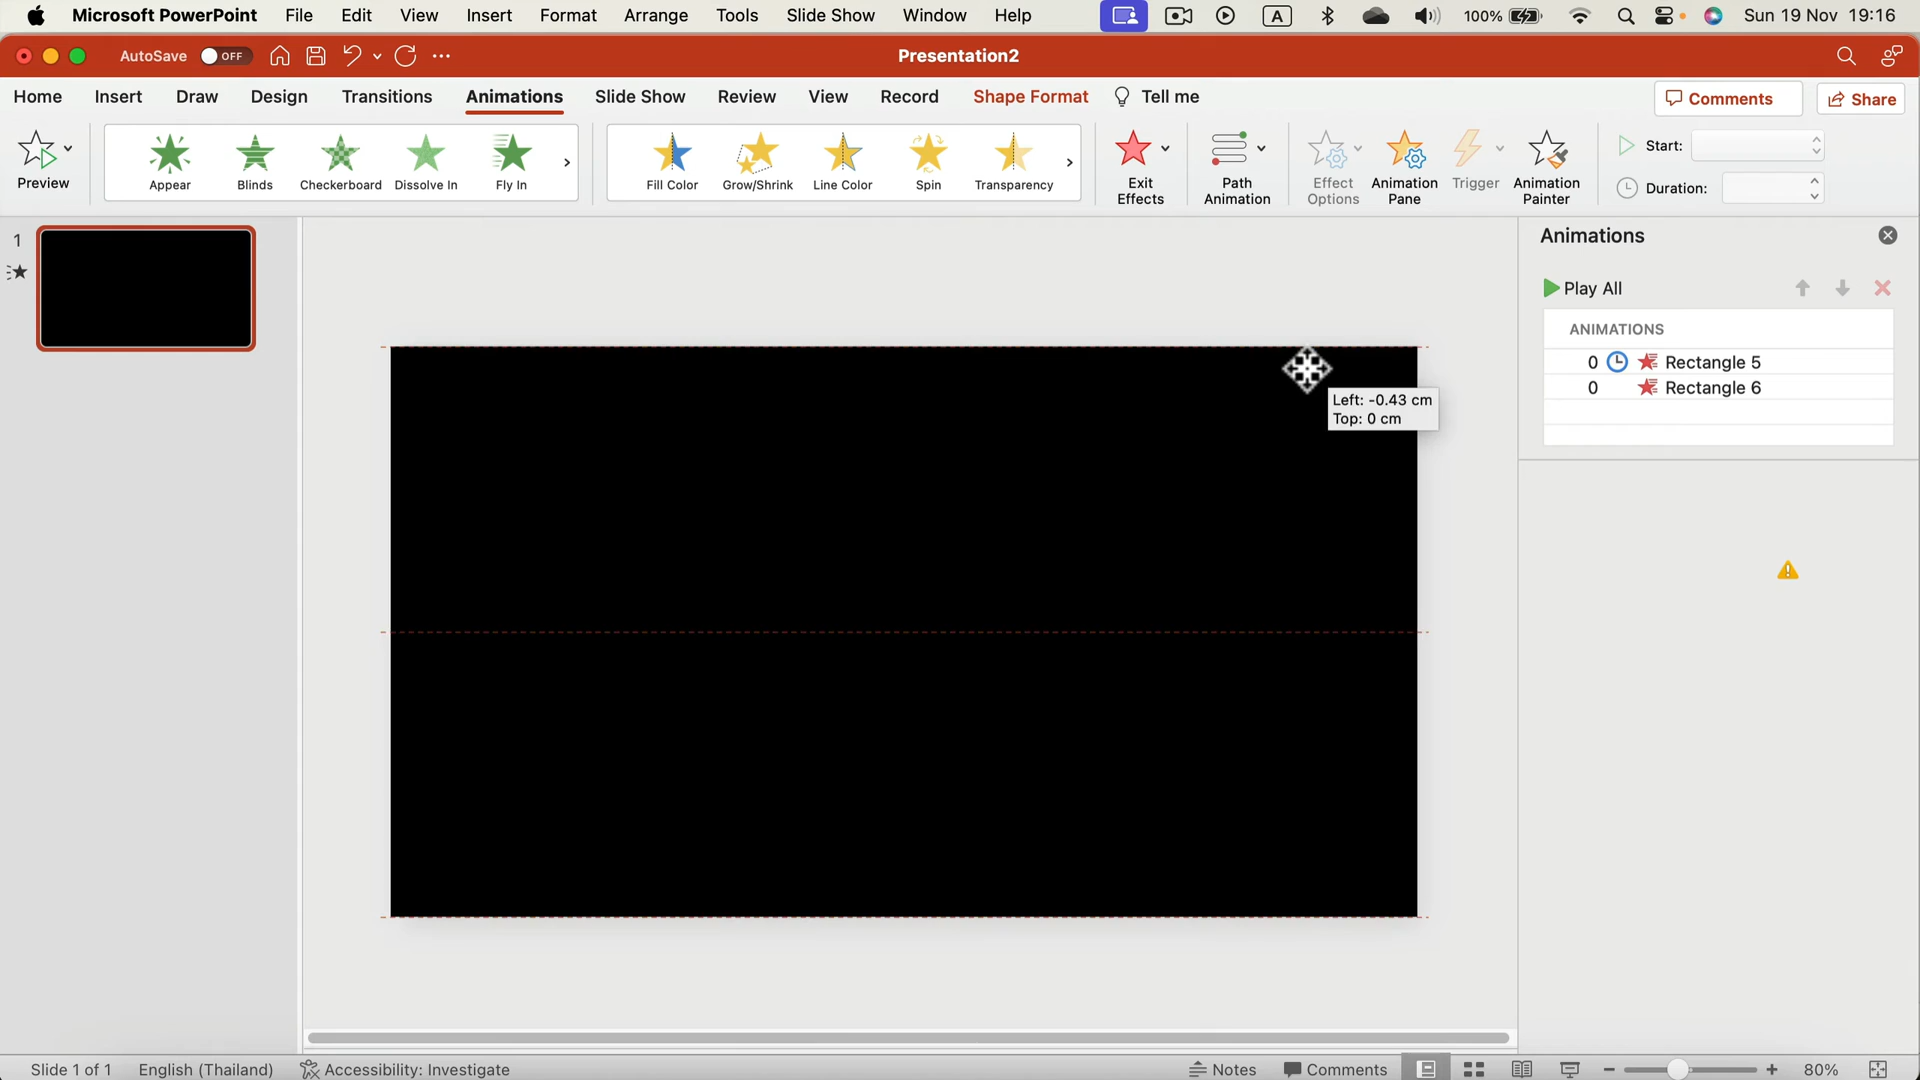 Microsoft PowerPoint File Edit View Insert Format Arrange Tools Slide Show Window Help A 100% Sun 19 Nov 19:16
AutoSave OFF Presentation2
Home Insert Draw Design Transitions Animations Slide Show Review View Record Shape Format Tell me Comments Share
Preview Appear Blinds Checkerboard Dissolve In Fly In Fill Color Grow/Shrink Line Color Spin Transparency Exit Effects Path Animation Effect Options Animation Pane Trigger Animation Painter Start: Duration:
1
Animations
Play All
ANIMATIONS
0 Rectangle 5
0 Rectangle 6
Left: -0.43 cm
Top: 0 cm
Slide 1 of 1 English (Thailand) Accessibility: Investigate Notes Comments 80%